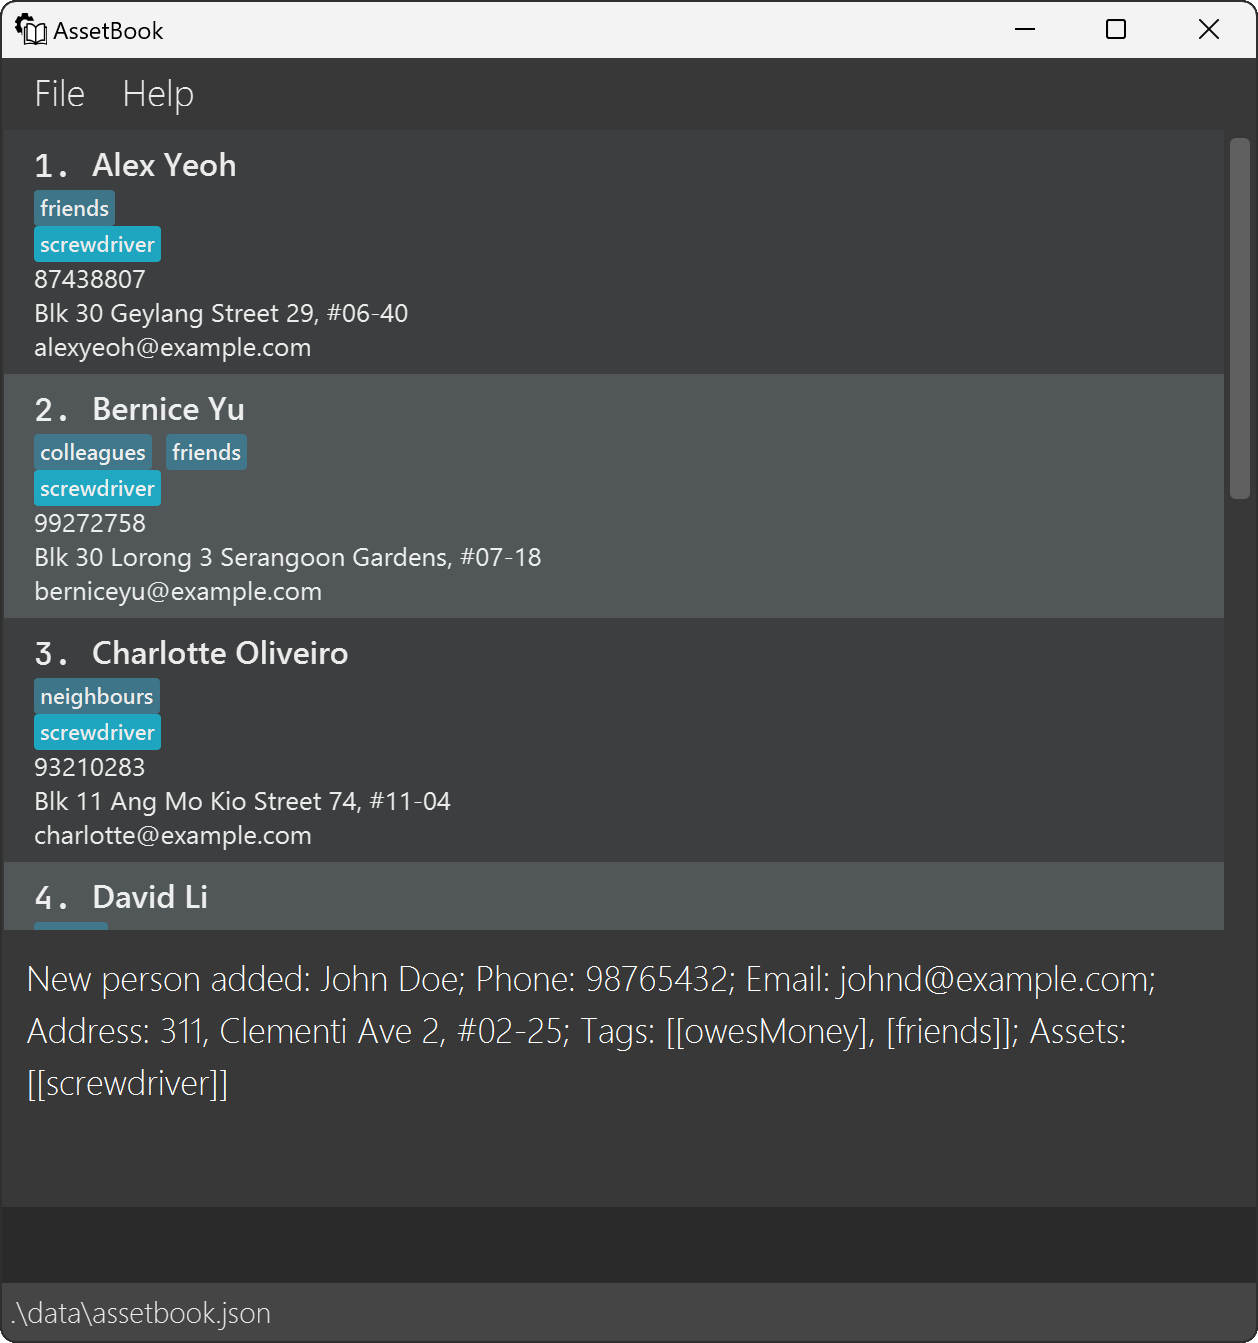 AssetBook
File Help
1. Alex Yeoh
friends
screwdriver
87438807
Blk 30 Geylang Street 29, #06-40
alexyeoh@example.com
2. Bernice Yu
colleagues friends
screwdriver
99272758
Blk 30 Lorong 3 Serangoon Gardens, #07-18
berniceyu@example.com
3. Charlotte Oliveiro
neighbours
screwdriver
93210283
Blk 11 Ang Mo Kio Street 74, #11-04
charlotte@example.com
4. David Li
New person added: John Doe; Phone: 98765432; Email: johnd@example.com;
Address: 311, Clementi Ave 2, #02-25; Tags: [[owesMoney], [friends]]; Assets:
[[screwdriver]]
.\data\assetbook.json